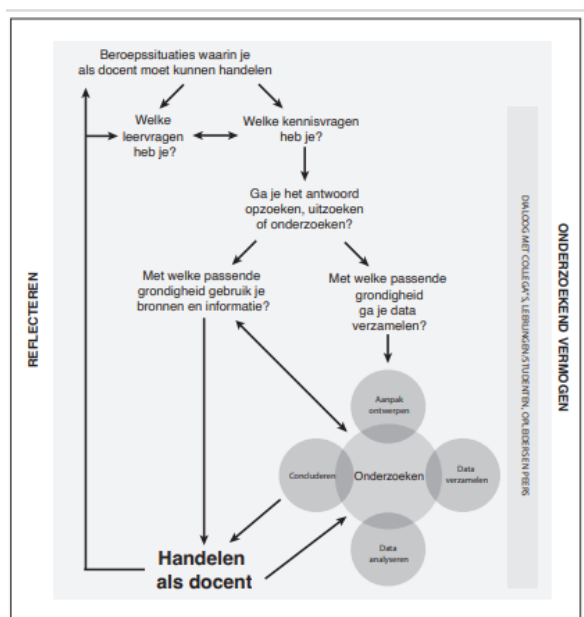 Beroepssituaties waarin je
als docent moet kunnen handelen
Welke
leervragen
heb je?
Welke kennisvragen
heb je?
Ga je het antwoord
opzoeken, uitzoeken
of onderzoeken?
Met welke passende
grondigheid gebruik je
bronnen en informatie?
Met welke passende
grondigheid
ga je data
verzamelen?
Aanpak
ontwerpen
Concluderen
Onderzoeken
Data
verzamelen
Data
analyseren
Handelen
als docent
REFLECTEREN
DIALOOG MET COLLEGA'S, LEERLINGEN/STUDENTEN, OPLEIDERS EN PEERS
ONDERZOEKEND VERMOGEN